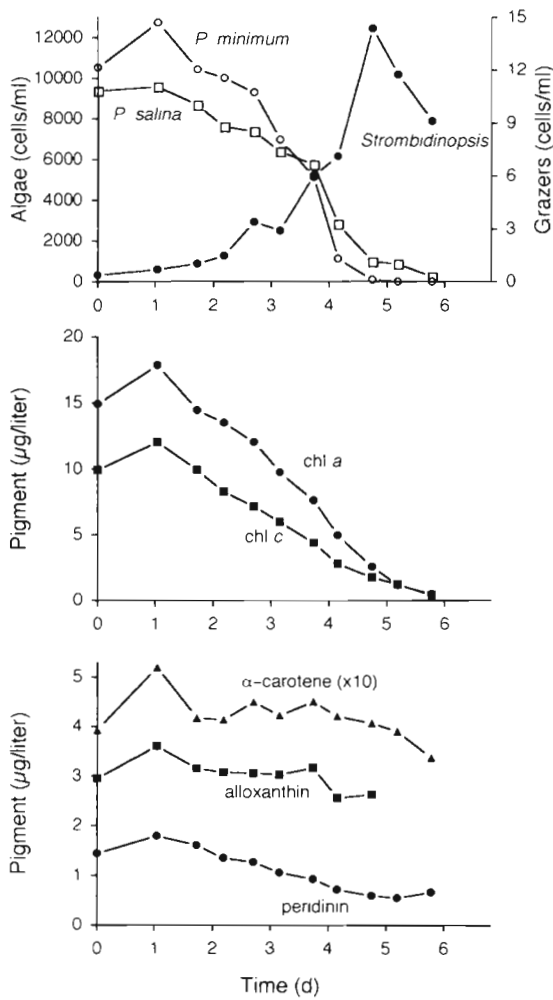 12000
10000
8000
6000
4000
2000
0
Algae (cells/ml)
P minimum
P salina
Strombidinopsis
15
12
9
6
3
0
Grazers (cells/ml)
0 1 2 3 4 5 6
20
15
10
5
0
Pigment (µg/liter)
chl a
chl c
0 1 2 3 4 5 6
5
4
3
2
1
0
Pigment (µg/liter)
α-carotene (x10)
alloxanthin
peridinin
0 1 2 3 4 5 6
Time (d)